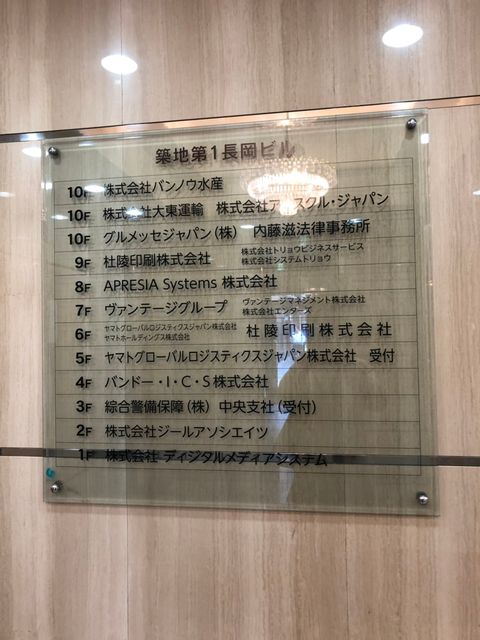 築地第1長岡ビル
10F 株式会社バンノウ水産
10F 株式会社大東運輸 株式会社アスクル・ジャパン
10F グルメッセジャパン(株) 内藤滋法律事務所
9F 杜陵印刷株式会社 株式会社トリョウビジネスサービス
株式会社システムトリョウ
8F APRESIA Systems 株式会社
7F ヴァンテージグループ ヴァンテージマネジメント株式会社
株式会社エンターズ
6F ヤマトグローバルロジスティクスジャパン株式会社 杜陵印刷株式会社
ヤマトホールディングス株式会社
5F ヤマトグローバルロジスティクスジャパン株式会社 受付
4F バンドー・I・C・S株式会社
3F 綜合警備保障(株) 中央支社(受付)
2F 株式会社ジールアソシエイツ
1F 株式会社 ディジタルメディアシステム